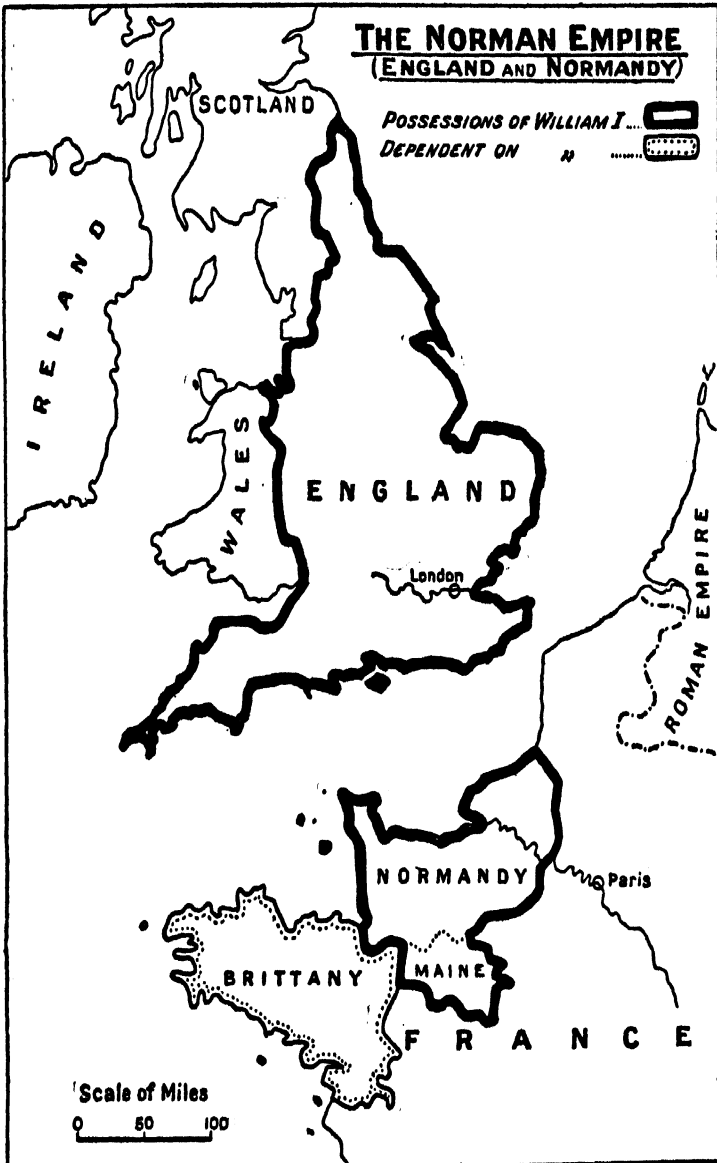 THE NORMAN EMPIRE
(ENGLAND AND NORMANDY)
POSSESSIONS OF WILLIAM I....
DEPENDENT ON " .......
SCOTLAND
IRELAND
WALES
ENGLAND
London
ROMAN EMPIRE
NORMANDY
Paris
MAINE
BRITTANY
FRANCE
Scale of Miles
0 50 100